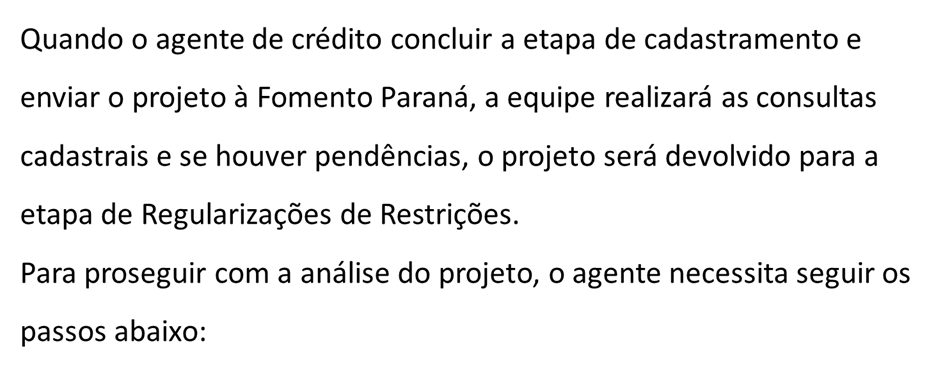 Quando o agente de crédito concluir a etapa de cadastramento e
enviar o projeto à Fomento Paraná, a equipe realizará as consultas
cadastrais e se houver pendências, o projeto será devolvido para a
etapa de Regularizações de Restrições.
Para proseguir com a análise do projeto, o agente necessita seguir os
passos abaixo: